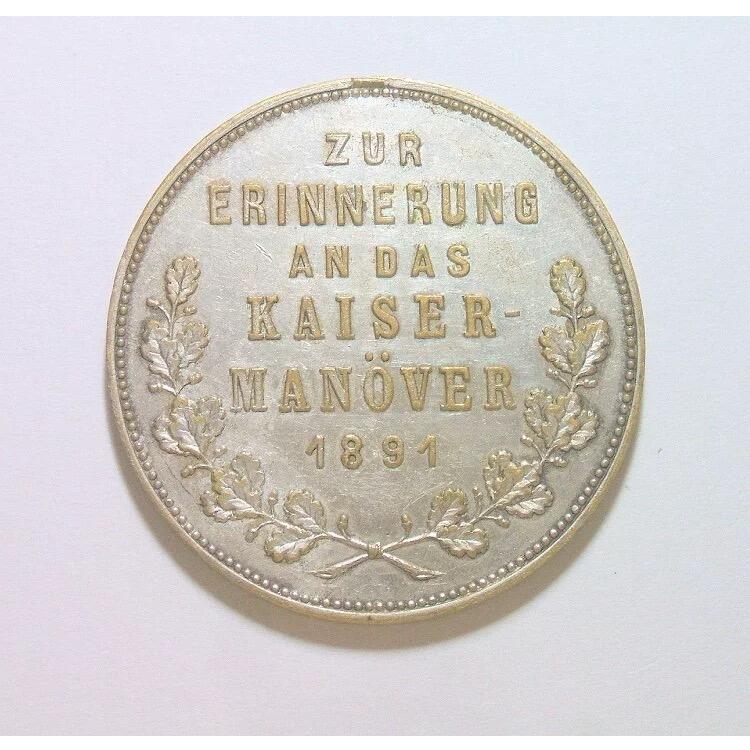 ZUR
ERINNERUNG
AN DAS
KAISER-
MANÖVER
1891